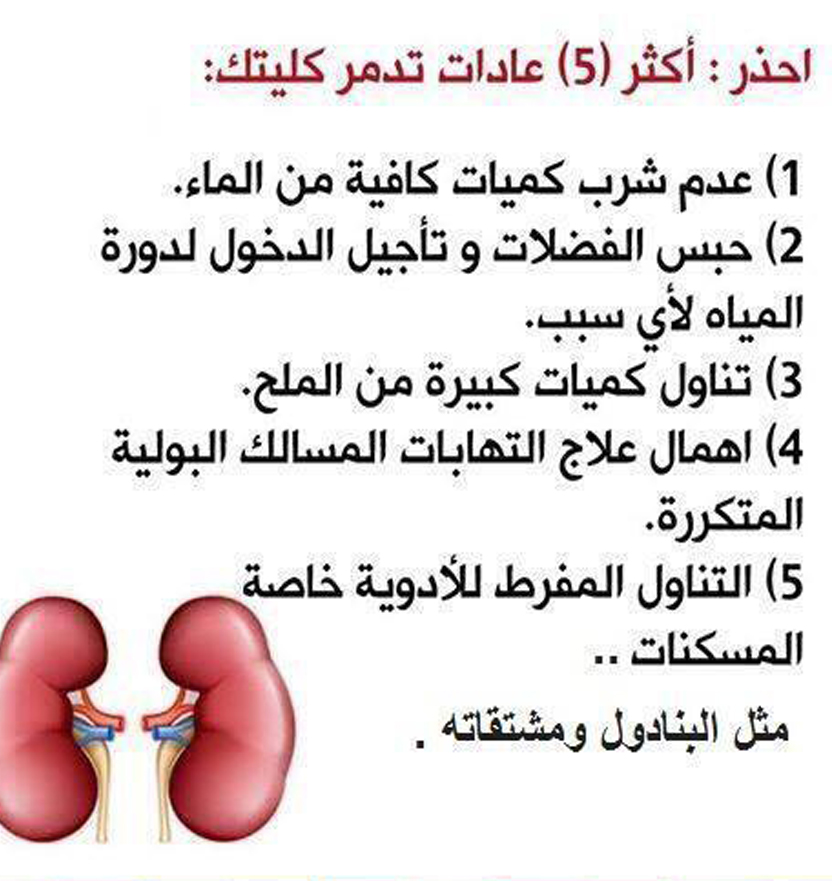 احذر : أكثر (5) عادات تدمر كليتك:
1) عدم شرب كميات كافية من الماء.
2) حبس الفضلات و تأجيل الدخول لدورة
المياه لأي سبب.
3) تناول كميات كبيرة من الملح.
4) اهمال علاج التهابات المسالك البولية
المتكررة.
5) التناول المفرط للأدوية خاصة
المسكنات ..
مثل البنادول ومشتقاته .